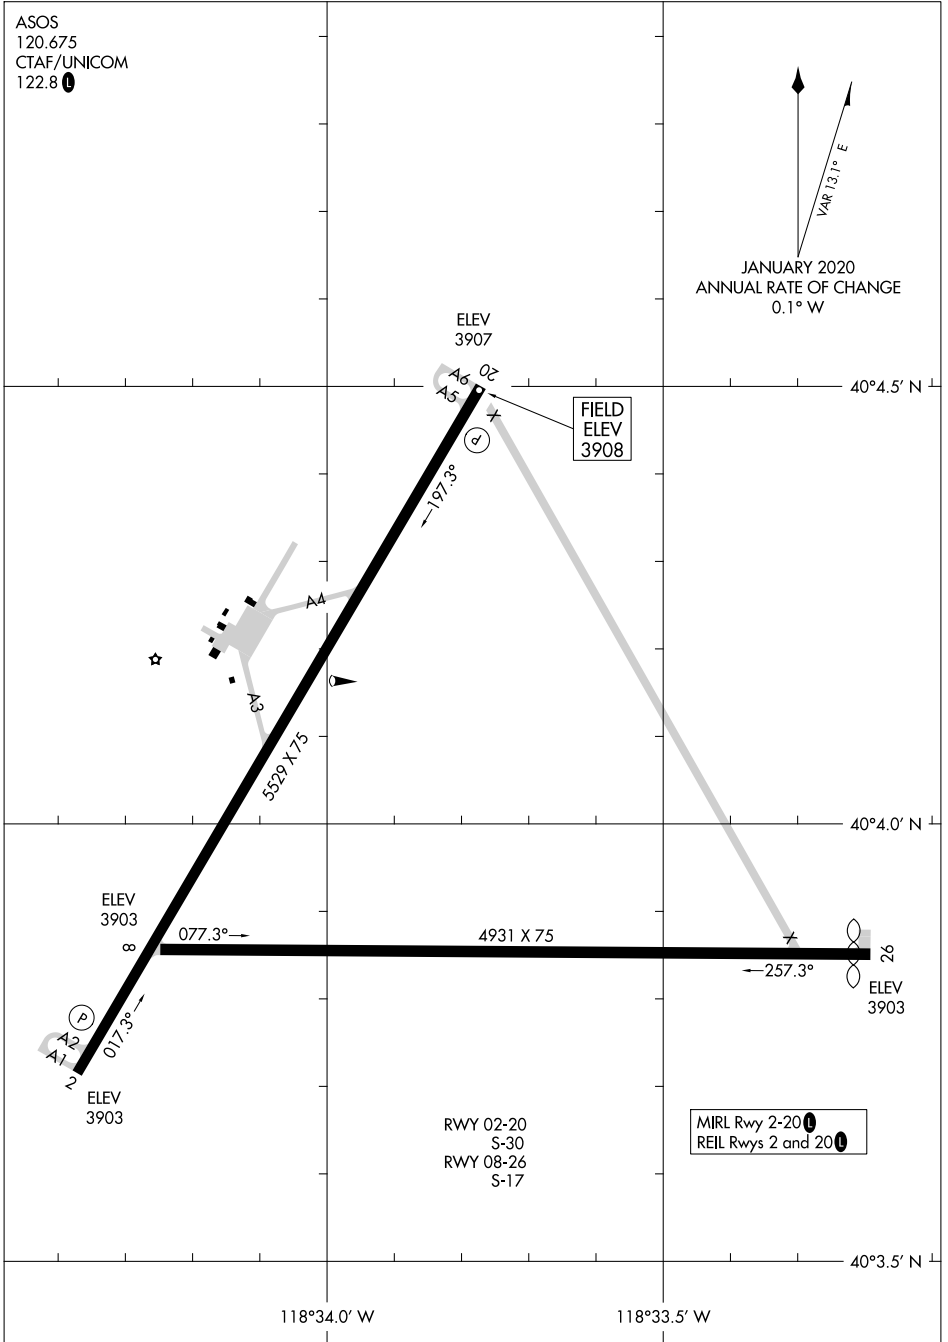 ASOS
120.675
CTAF/UNICOM
122.8 L
VAR 13.1° E
JANUARY 2020
ANNUAL RATE OF CHANGE
0.1° W
ELEV
3907
20
A6
A5
40°4.5' N
FIELD
ELEV
3908
P
197.3°
A4
A3
5529 X 75
40°4.0' N
ELEV
3903
8
077.3°
4931 X 75
257.3°
26
ELEV
3903
P
017.3°
A2
A1
2
ELEV
3903
RWY 02-20
S-30
RWY 08-26
S-17
MIRL Rwy 2-20 L
REIL Rwys 2 and 20 L
40°3.5' N
118°34.0' W
118°33.5' W